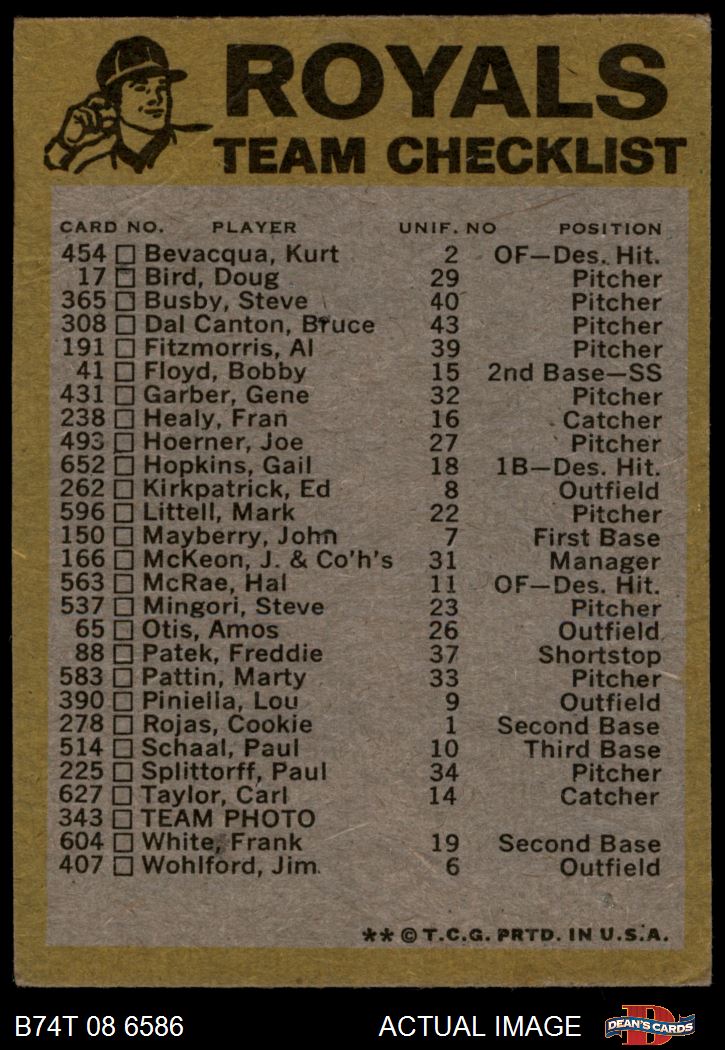 ROYALS
TEAM CHECKLIST
CARD NO. PLAYER UNIF. NO POSITION
454 Bevacqua, Kurt 2 OF—Des. Hit.
17 Bird, Doug 29 Pitcher
365 Busby, Steve 40 Pitcher
308 Dal Canton, Bruce 43 Pitcher
191 Fitzmorris, Al 39 Pitcher
41 Floyd, Bobby 15 2nd Base—SS
431 Garber, Gene 32 Pitcher
238 Healy, Fran 16 Catcher
493 Hoerner, Joe 27 Pitcher
652 Hopkins, Gail 18 1B—Des. Hit.
262 Kirkpatrick, Ed 8 Outfield
596 Littell, Mark 22 Pitcher
150 Mayberry, John 7 First Base
166 McKeon, J. & Co'h's 31 Manager
563 McRae, Hal 11 OF—Des. Hit.
537 Mingori, Steve 23 Pitcher
65 Otis, Amos 26 Outfield
88 Patek, Freddie 37 Shortstop
583 Pattin, Marty 33 Pitcher
390 Piniella, Lou 9 Outfield
278 Rojas, Cookie 1 Second Base
514 Schaal, Paul 10 Third Base
225 Splittorff, Paul 34 Pitcher
627 Taylor, Carl 14 Catcher
343 TEAM PHOTO
604 White, Frank 19 Second Base
407 Wohlford, Jim 6 Outfield
** © T.C.G. PRTD. IN U.S.A.
B74T 08 6586 ACTUAL IMAGE DEAN'S CARDS